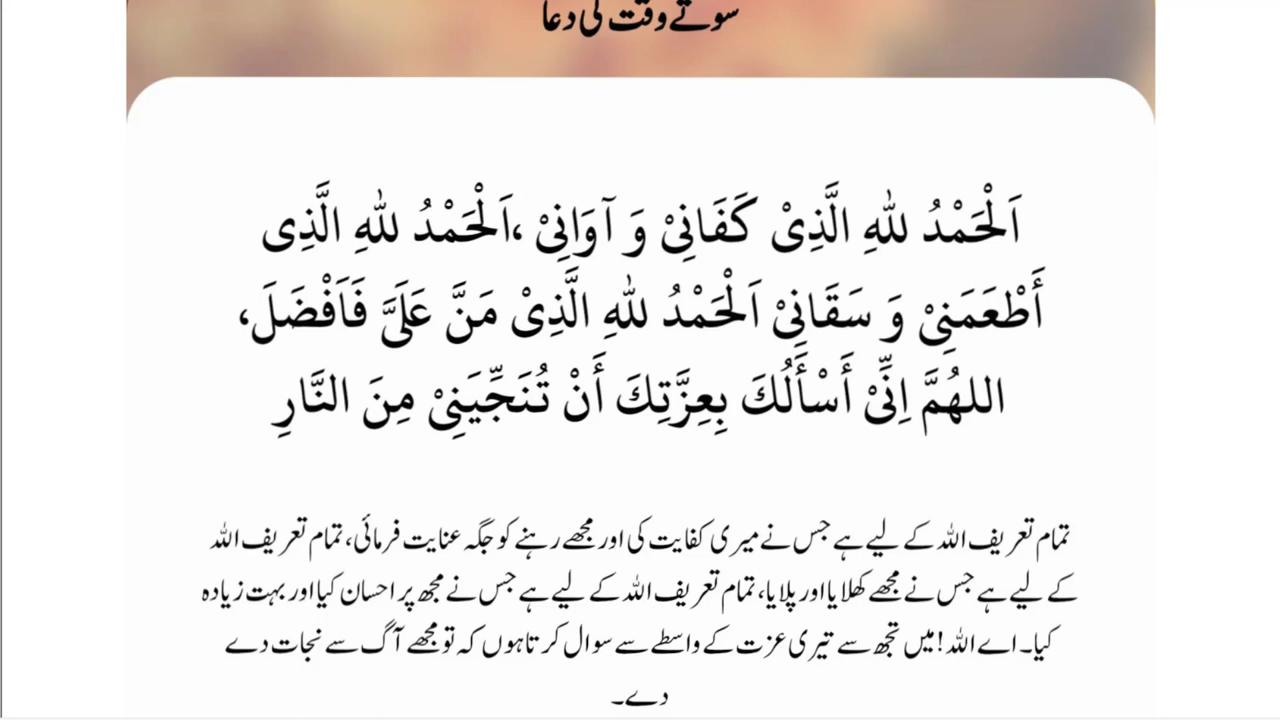 سوتے وقت کی دعا
اَلْحَمْدُ لِلّٰهِ الَّذِیْ كَفَانِیْ وَ آوَانِیْ ،اَلْحَمْدُ لِلّٰهِ الَّذِی
أَطْعَمَنِیْ وَ سَقَانِیْ اَلْحَمْدُ لِلّٰهِ الَّذِیْ مَنَّ عَلَیَّ فَاَفْضَلَ،
اللهُمَّ اِنِّیْ أَسْأَلُكَ بِعِزَّتِكَ أَنْ تُنَجِّیَنِیْ مِنَ النَّارِ
تمام تعریف اللہ کے لیے ہے جس نے میری کفایت کی اور مجھے رہنے کو جگہ عنایت فرمائی، تمام تعریف اللہ
کے لیے ہے جس نے مجھے کھلایا اور پلایا، تمام تعریف اللہ کے لیے ہے جس نے مجھ پر احسان کیا اور بہت زیادہ
کیا۔ اے اللہ! میں تجھ سے تیری عزت کے واسطے سے سوال کرتا ہوں کہ تو مجھے آگ سے نجات دے
دے۔